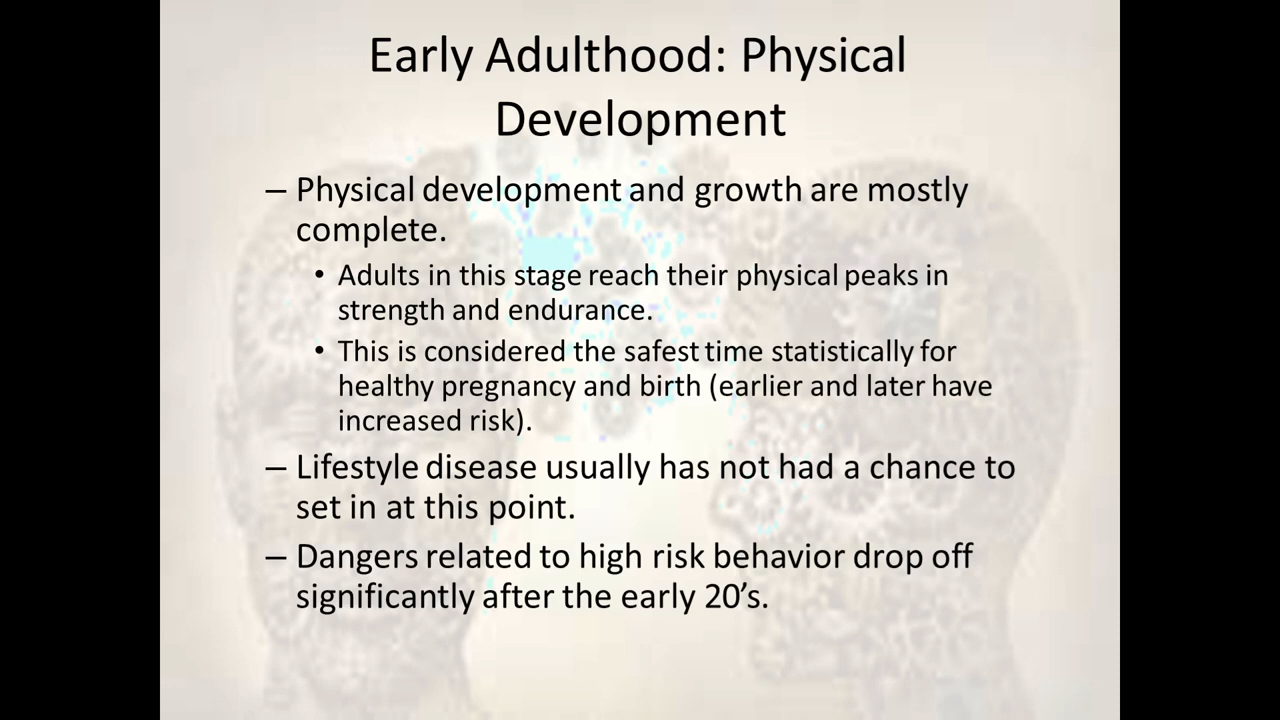 Early Adulthood: Physical
Development
– Physical development and growth are mostly
complete.
• Adults in this stage reach their physical peaks in
strength and endurance.
• This is considered the safest time statistically for
healthy pregnancy and birth (earlier and later have
increased risk).
– Lifestyle disease usually has not had a chance to
set in at this point.
– Dangers related to high risk behavior drop off
significantly after the early 20’s.